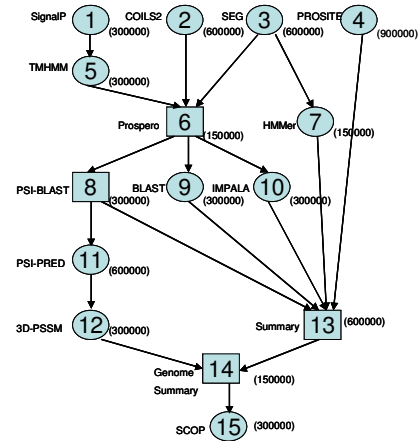 SignalP 1 COILS2 2 SEG 3 PROSITE 4
(300000) (600000) (600000) (900000)
5
TMHMM (300000)
6 7
Prospero (150000) HMMer (150000)
8 9 10
PSI-BLAST (300000) BLAST (300000) IMPALA (300000)
11
PSI-PRED (600000)
12 13
3D-PSSM (300000) Summary (600000)
Genome 14
Summary (150000)
15
SCOP (300000)